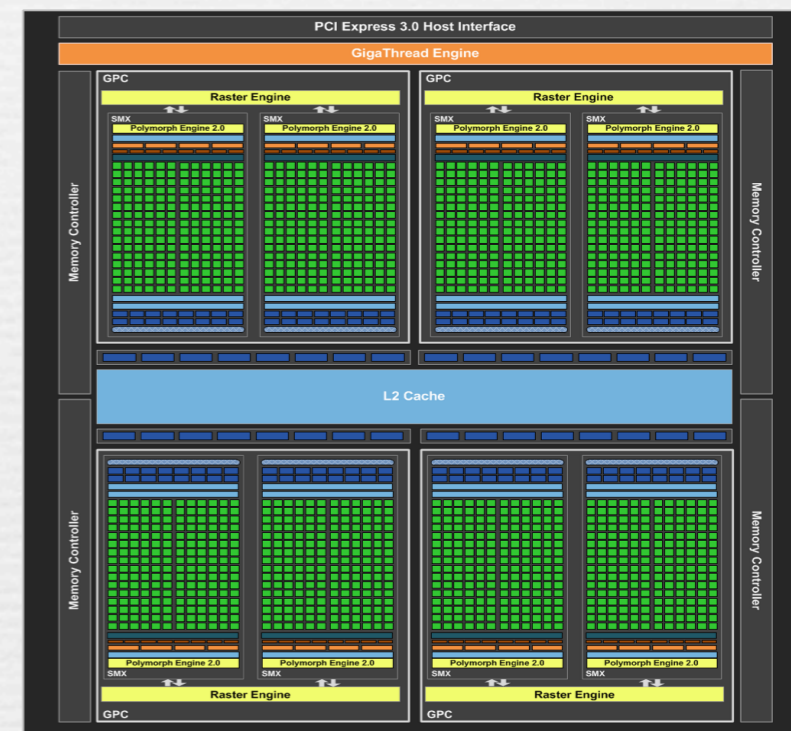 PCI Express 3.0 Host Interface
GigaThread Engine
GPC
GPC
Raster Engine
Raster Engine
SMX
SMX
SMX
SMX
Polymorph Engine 2.0
Polymorph Engine 2.0
Polymorph Engine 2.0
Polymorph Engine 2.0
Memory Controller
Memory Controller
L2 Cache
Memory Controller
Memory Controller
Polymorph Engine 2.0
Polymorph Engine 2.0
Polymorph Engine 2.0
Polymorph Engine 2.0
SMX
SMX
SMX
SMX
Raster Engine
Raster Engine
GPC
GPC